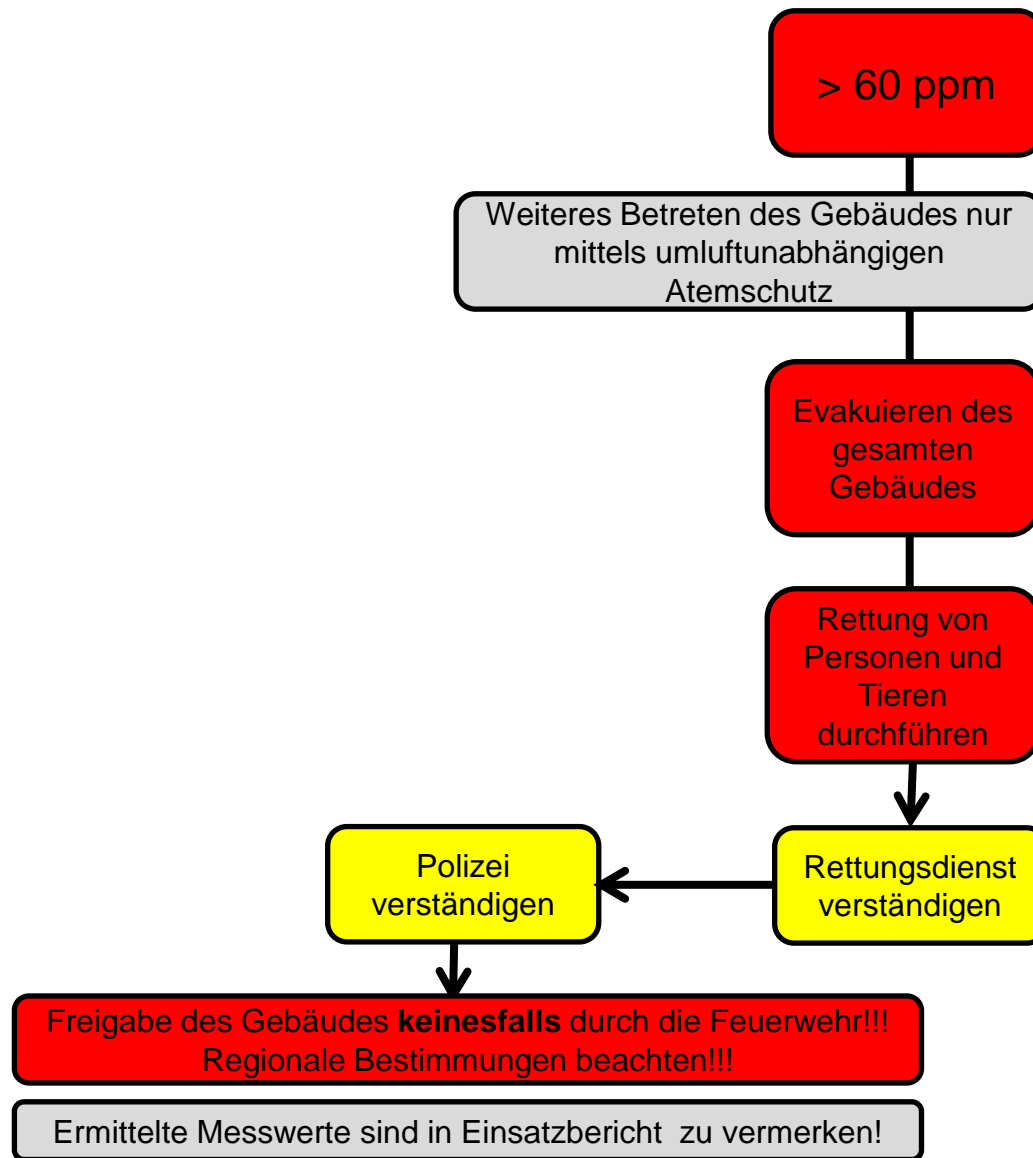 > 60 ppm
Weiteres Betreten des Gebäudes nur
mittels umluftunabhängigen
Atemschutz
Evakuieren des
gesamten
Gebäudes
Rettung von
Personen und
Tieren
durchführen
Rettungsdienst
verständigen
Polizei
verständigen
Freigabe des Gebäudes keinesfalls durch die Feuerwehr!!!
Regionale Bestimmungen beachten!!!
Ermittelte Messwerte sind in Einsatzbericht zu vermerken!